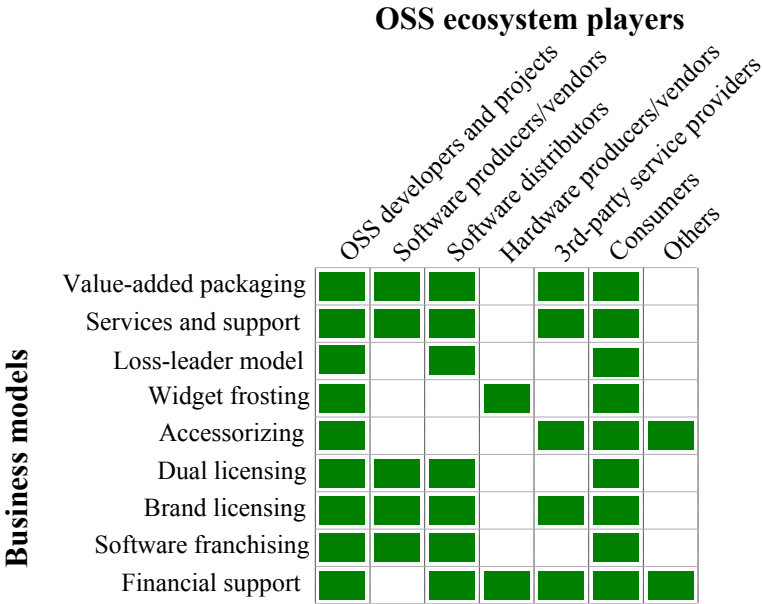 OSS ecosystem players
OSS developers and projects
Software producers/vendors
Software distributors
Hardware producers/vendors
3rd-party service providers
Consumers
Others
Business models
Value-added packaging
Services and support
Loss-leader model
Widget frosting
Accessorizing
Dual licensing
Brand licensing
Software franchising
Financial support